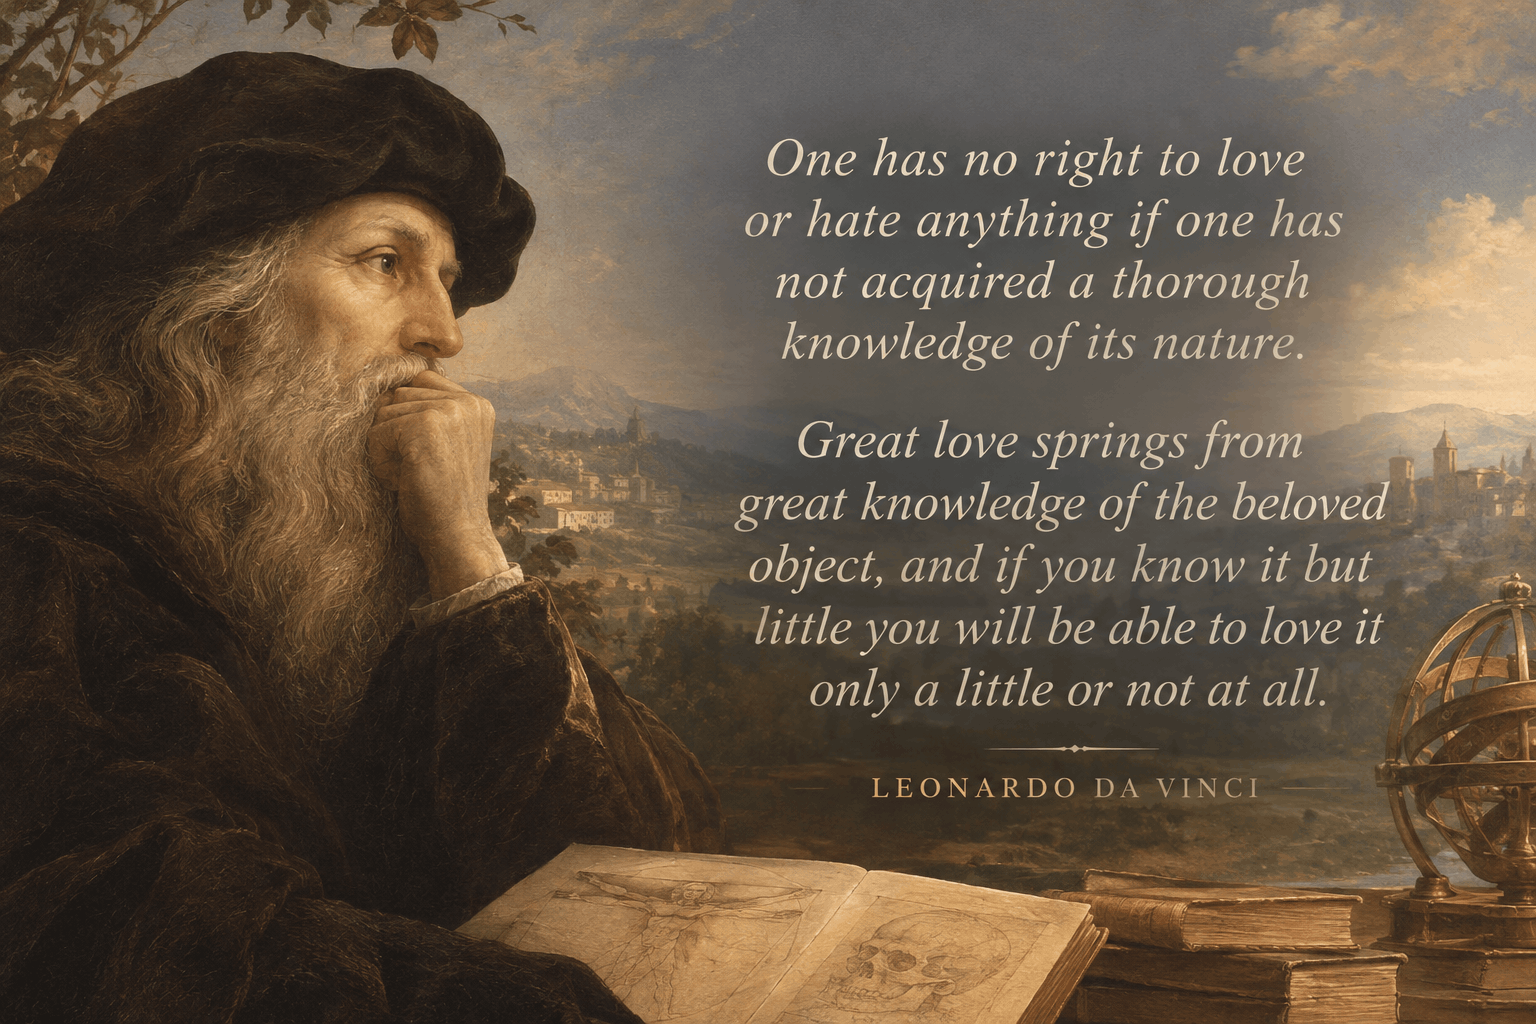 One has no right to love
or hate anything if one has
not acquired a thorough
knowledge of its nature.
Great love springs from
great knowledge of the beloved
object, and if you know it but
little you will be able to love it
only a little or not at all.
LEONARDO DA VINCI